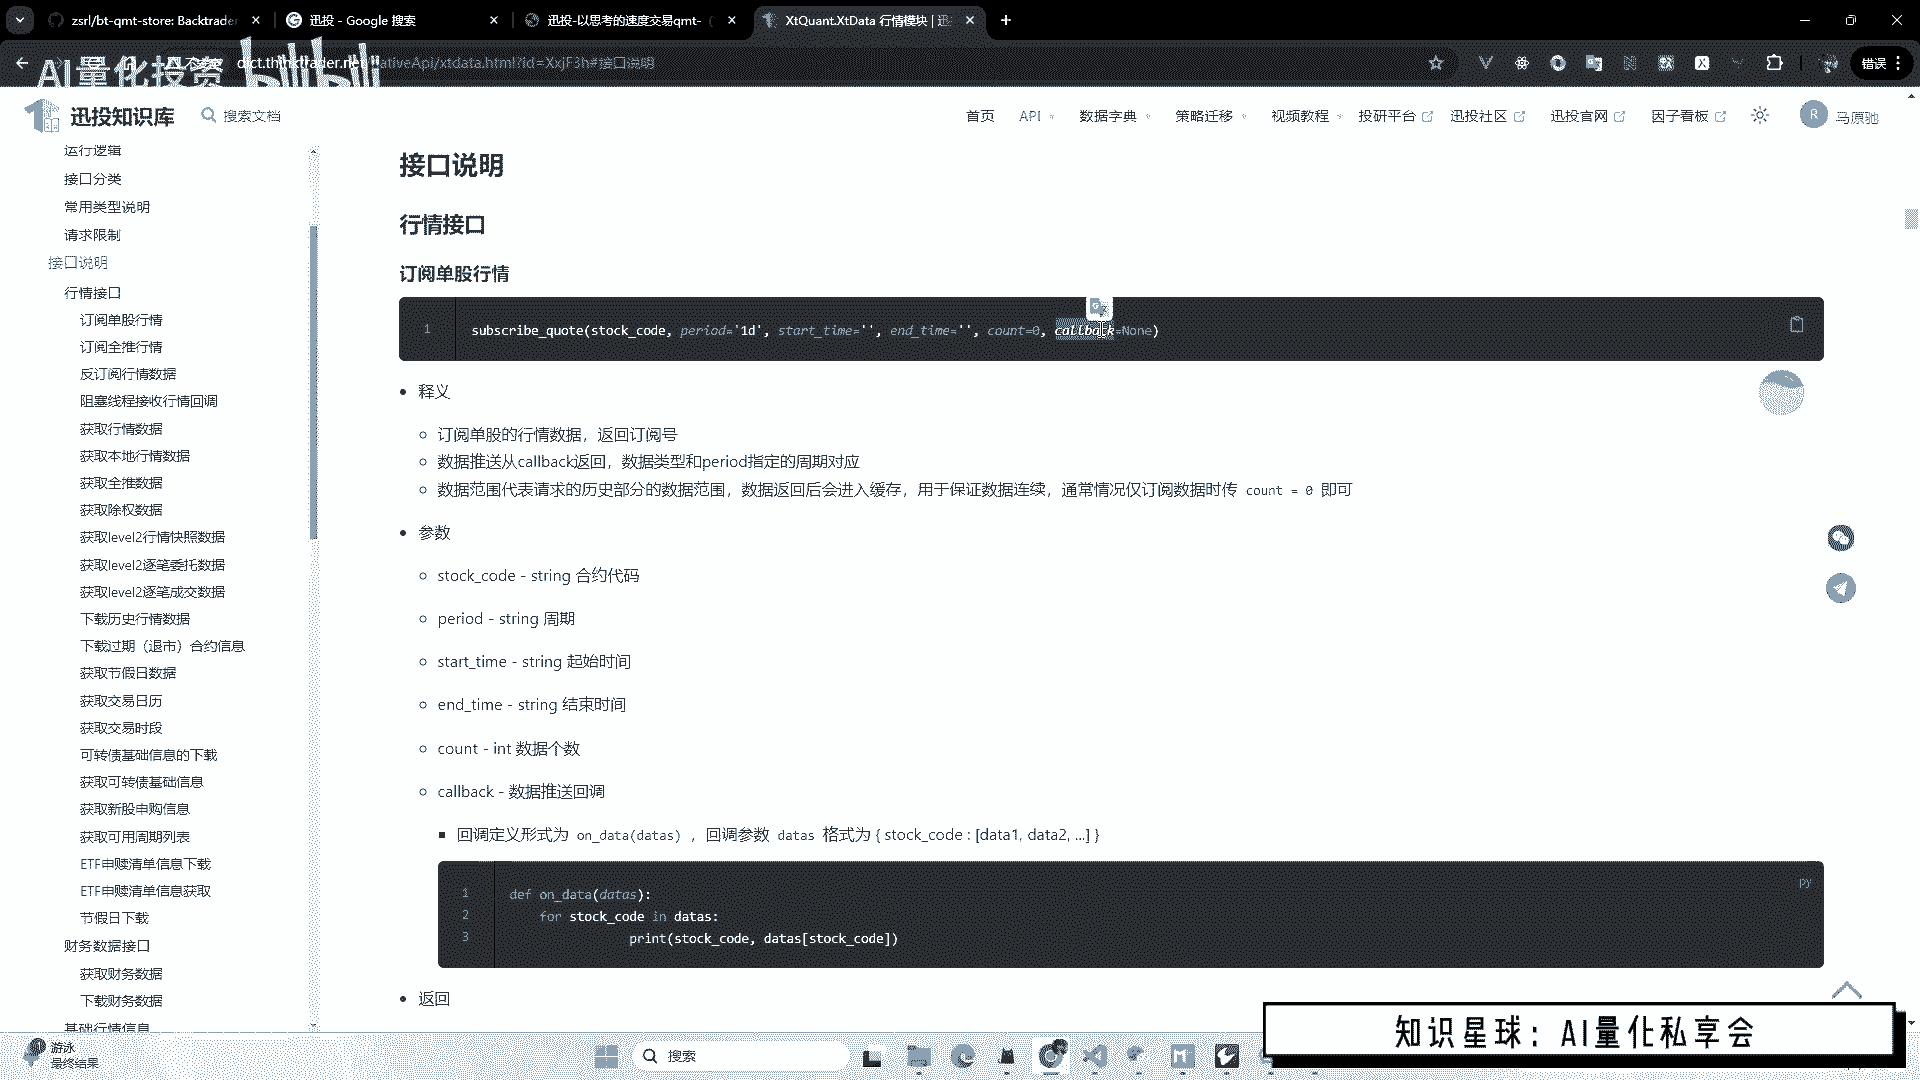 zsrl/bt-qmt-store: Backtrader
迅投 - Google 搜索
迅投-以思考的速度交易qmt-
XtQuant.XtData 行情模块 | 迅
AI量化投资 bilibili
dict.thinktrader.net/nativeApi/xtdata.html?id=XxjF3h#接口说明
错误
迅投知识库
搜索文档
首页
API
数据字典
策略迁移
视频教程
投研平台
迅投社区
迅投官网
因子看板
R
马原驰
运行逻辑
接口分类
常用类型说明
请求限制
接口说明
行情接口
订阅单股行情
订阅全推行情
反订阅行情数据
阻塞线程接收行情回调
获取行情数据
获取本地行情数据
获取全推数据
获取除权数据
获取level2行情快照数据
获取level2逐笔委托数据
获取level2逐笔成交数据
下载历史行情数据
下载过期（退市）合约信息
获取节假日数据
获取交易日历
获取交易时段
可转债基础信息的下载
获取可转债基础信息
获取新股申购信息
获取可用周期列表
ETF申赎清单信息下载
ETF申赎清单信息获取
节假日下载
财务数据接口
获取财务数据
下载财务数据
基础行情信息
接口说明
行情接口
订阅单股行情
1 subscribe_quote(stock_code, period='1d', start_time='', end_time='', count=0, callback=None)
释义
订阅单股的行情数据，返回订阅号
数据推送从callback返回，数据类型和period指定的周期对应
数据范围代表请求的历史部分的数据范围，数据返回后会进入缓存，用于保证数据连续，通常情况仅订阅数据时传 count = 0 即可
参数
stock_code - string 合约代码
period - string 周期
start_time - string 起始时间
end_time - string 结束时间
count - int 数据个数
callback - 数据推送回调
回调定义形式为 on_data(datas) ，回调参数 datas 格式为 { stock_code : [data1, data2, ...] }
py
1 def on_data(datas):
2 for stock_code in datas:
3 print(stock_code, datas[stock_code])
返回
知识星球：AI量化私享会
游泳
最终结果
搜索